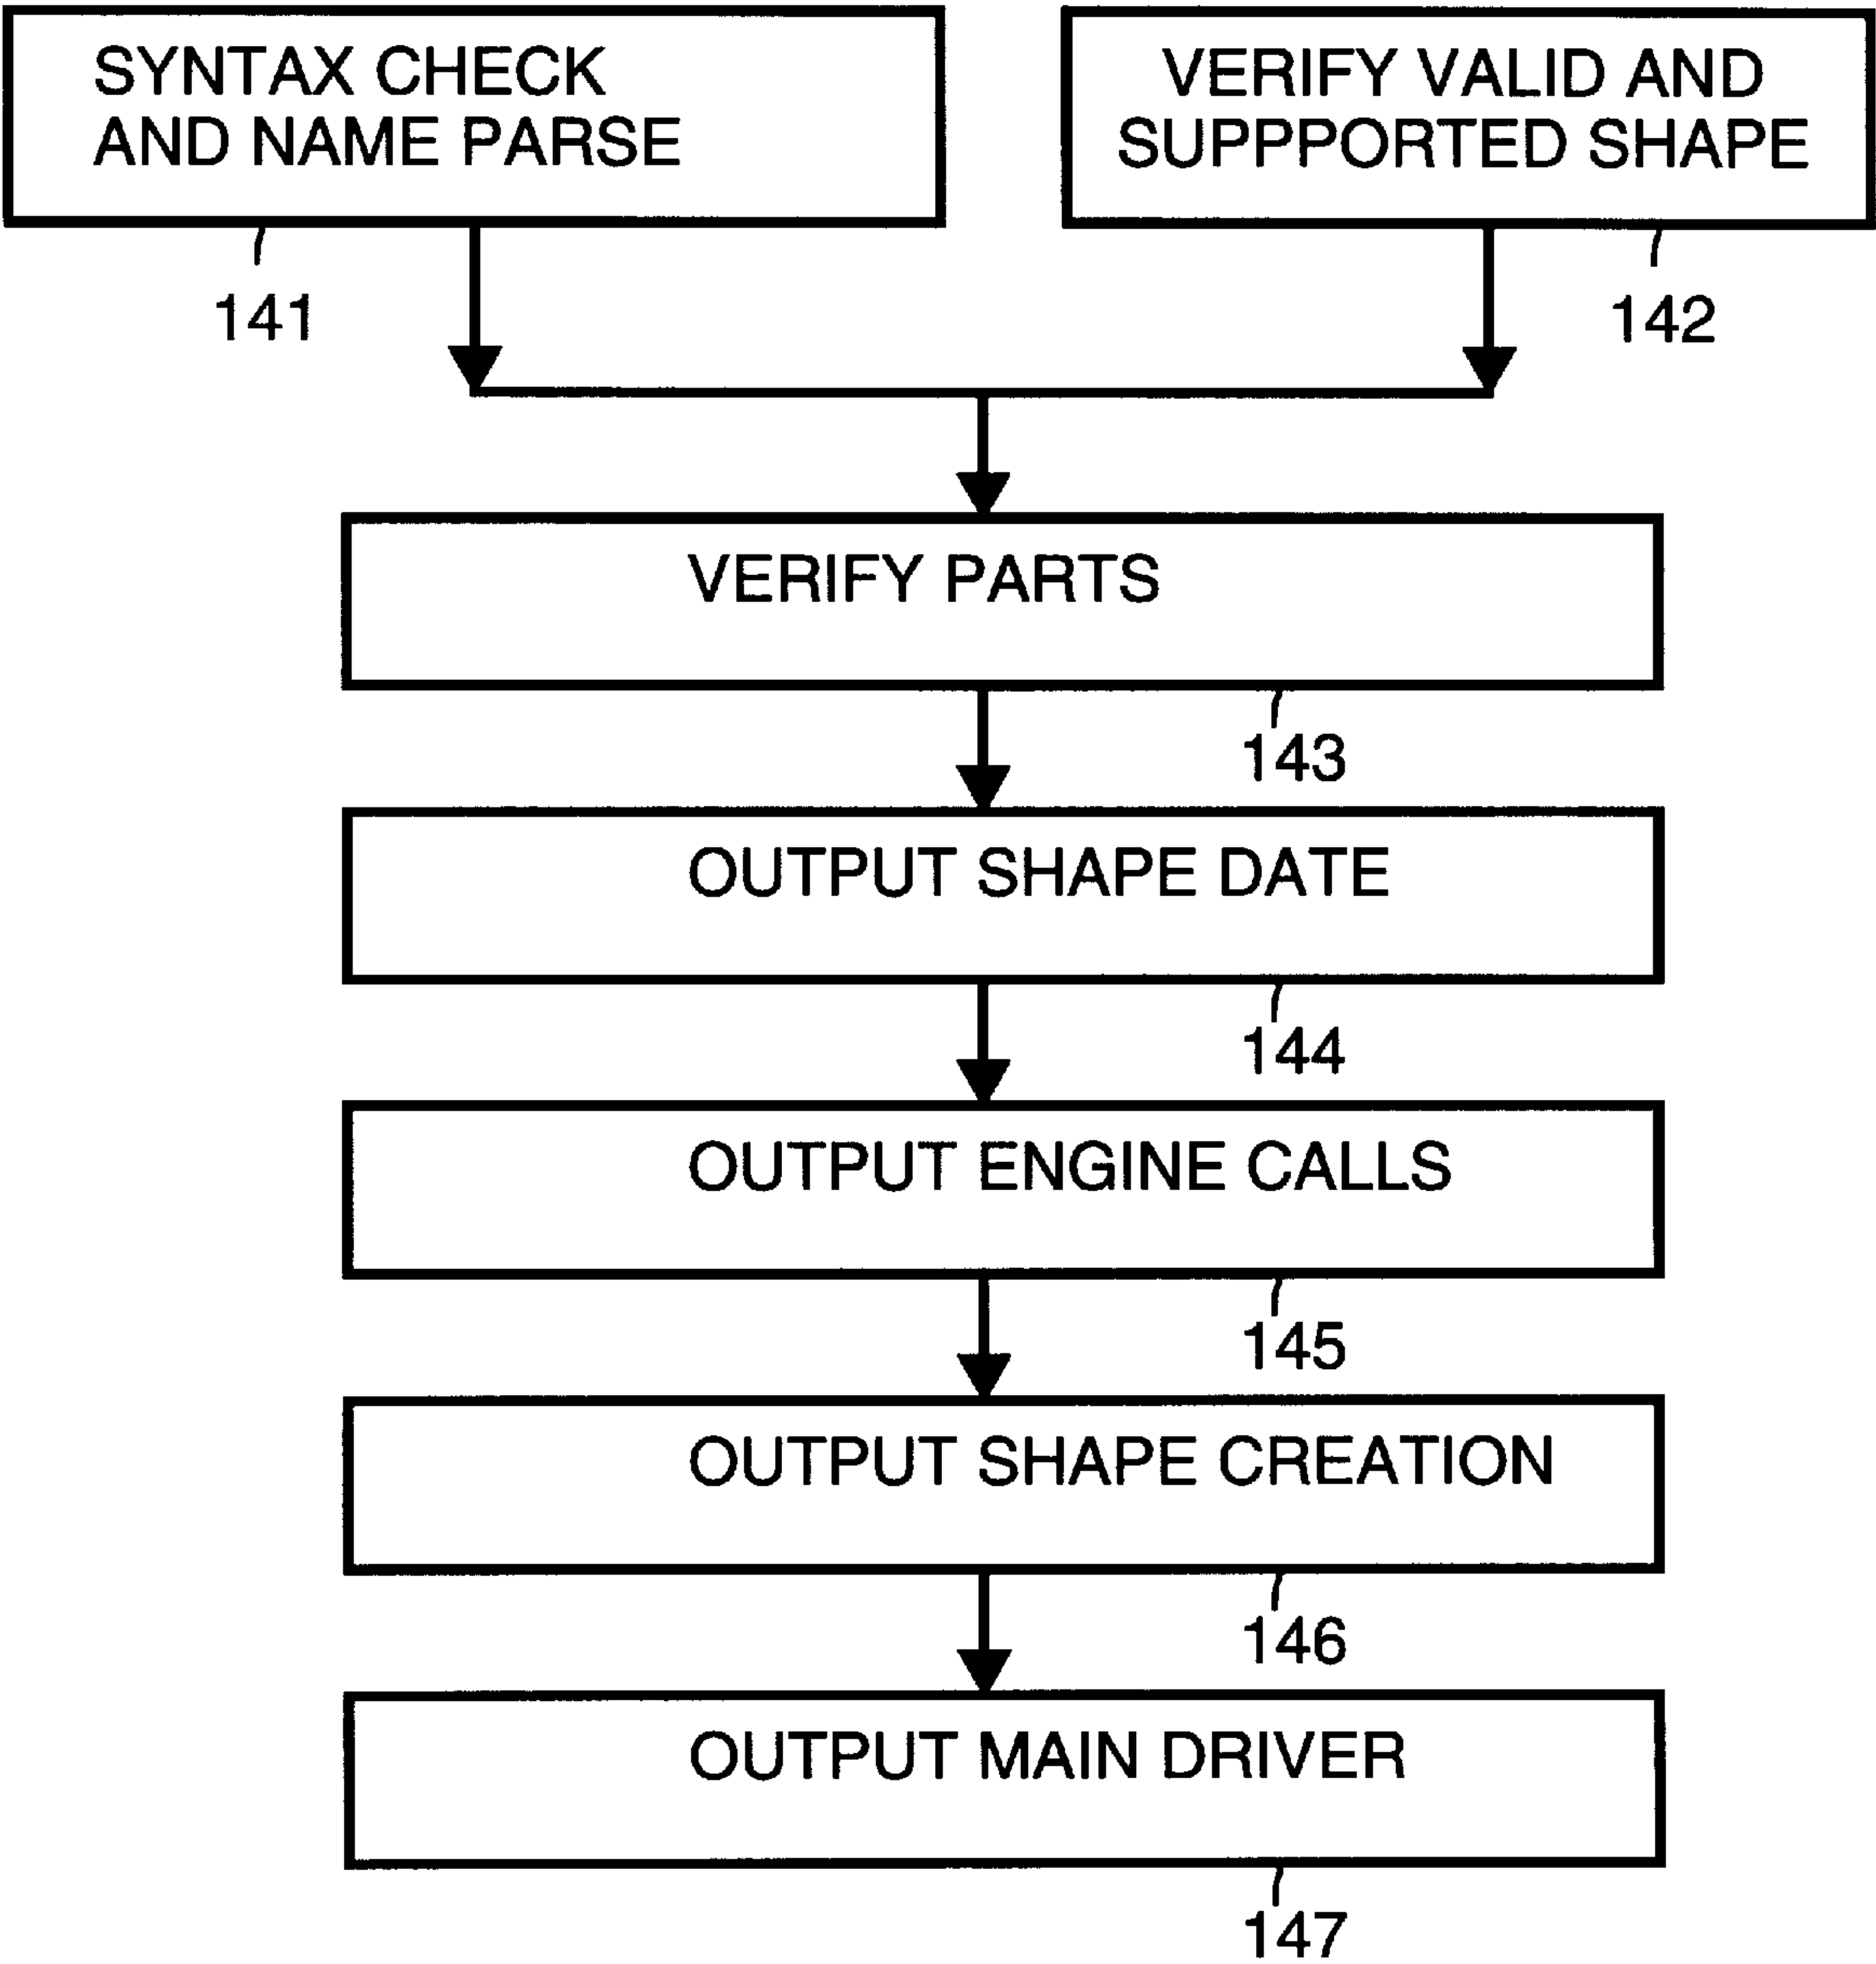 SYNTAX CHECK
AND NAME PARSE
141
VERIFY VALID AND
SUPPPORTED SHAPE
142
VERIFY PARTS
143
OUTPUT SHAPE DATE
144
OUTPUT ENGINE CALLS
145
OUTPUT SHAPE CREATION
146
OUTPUT MAIN DRIVER
147